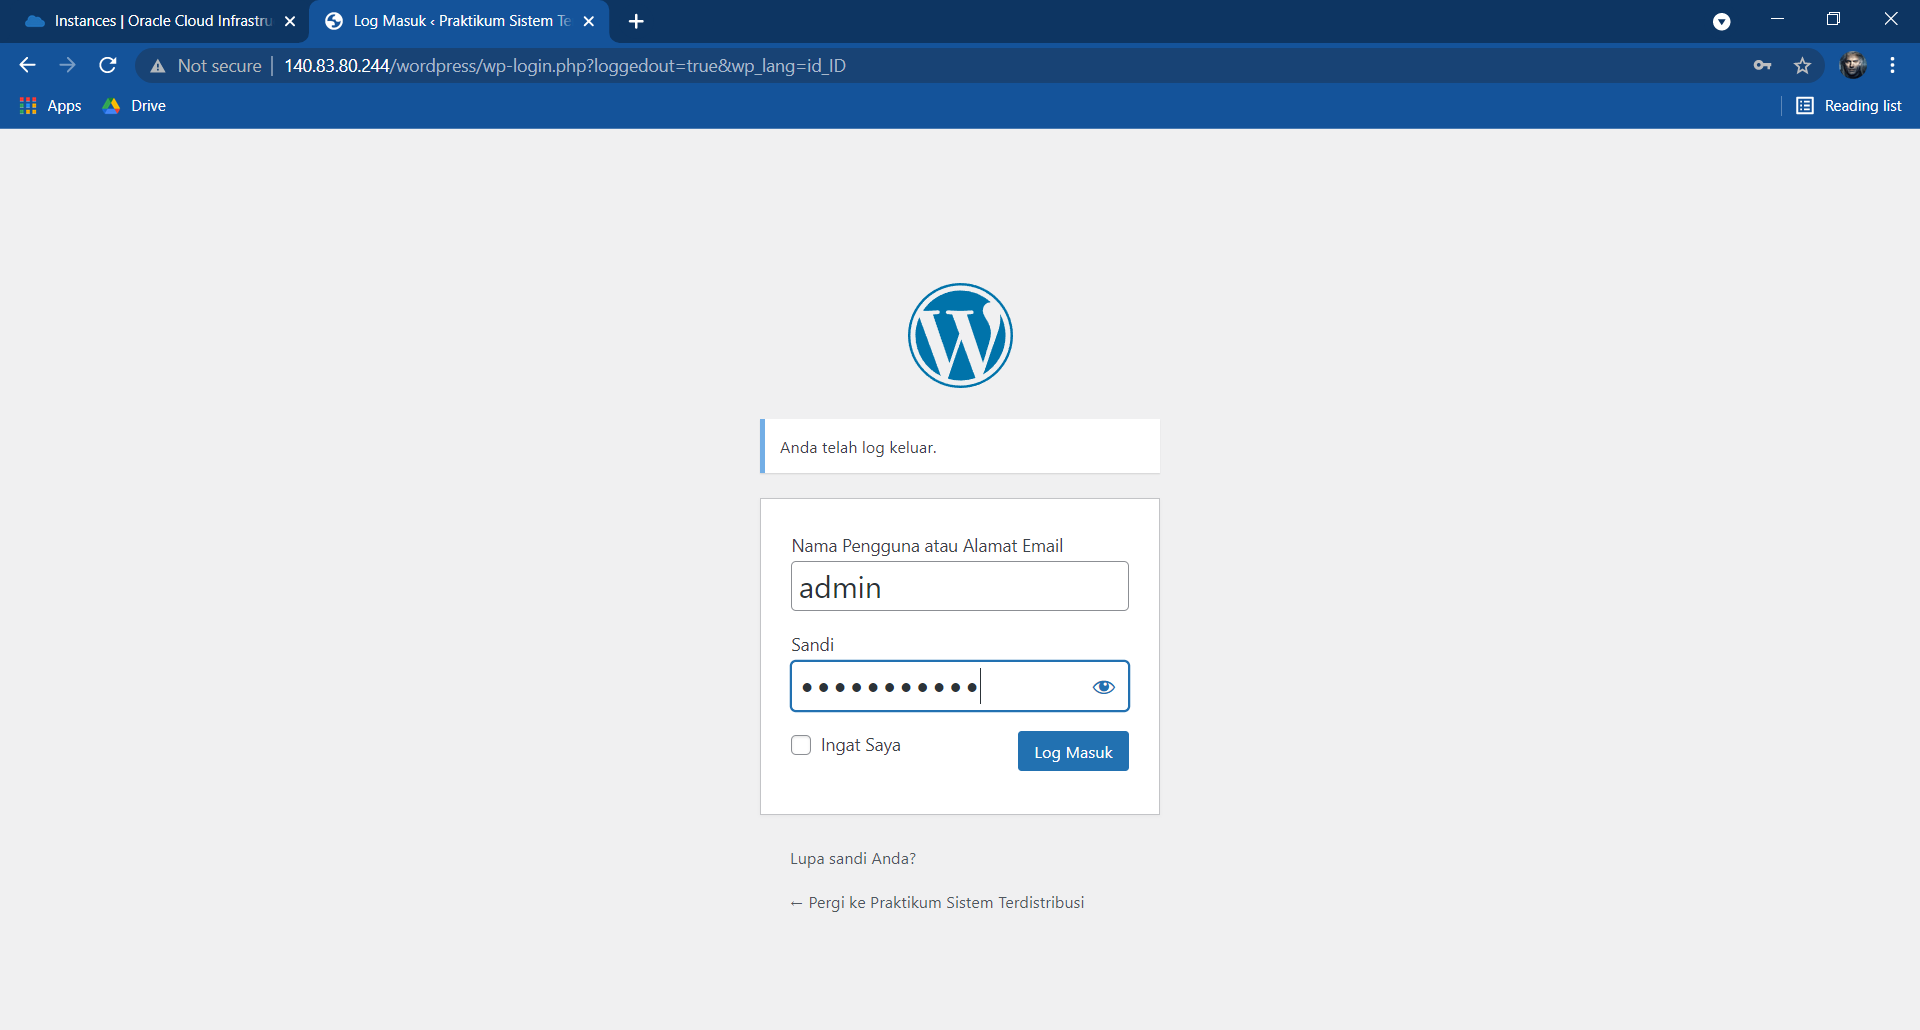 Instances | Oracle Cloud Infrastru
Log Masuk ‹ Praktikum Sistem Te
Not secure | 140.83.80.244/wordpress/wp-login.php?loggedout=true&wp_lang=id_ID
Apps
Drive
Reading list
Anda telah log keluar.
Nama Pengguna atau Alamat Email
admin
Sandi
•••••••••••
Ingat Saya
Log Masuk
Lupa sandi Anda?
← Pergi ke Praktikum Sistem Terdistribusi